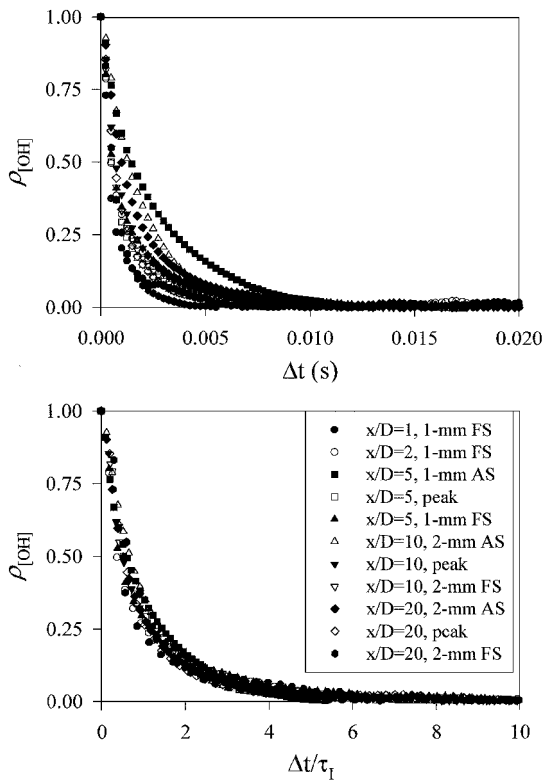 1.00
0.75
0.50
0.25
0.00
ρ[OH]
0.000 0.005 0.010 0.015 0.020
Δt (s)
1.00
0.75
0.50
0.25
0.00
ρ[OH]
x/D=1, 1-mm FS
x/D=2, 1-mm FS
x/D=5, 1-mm AS
x/D=5, peak
x/D=5, 1-mm FS
x/D=10, 2-mm AS
x/D=10, peak
x/D=10, 2-mm FS
x/D=20, 2-mm AS
x/D=20, peak
x/D=20, 2-mm FS
0 2 4 6 8 10
Δt/τI